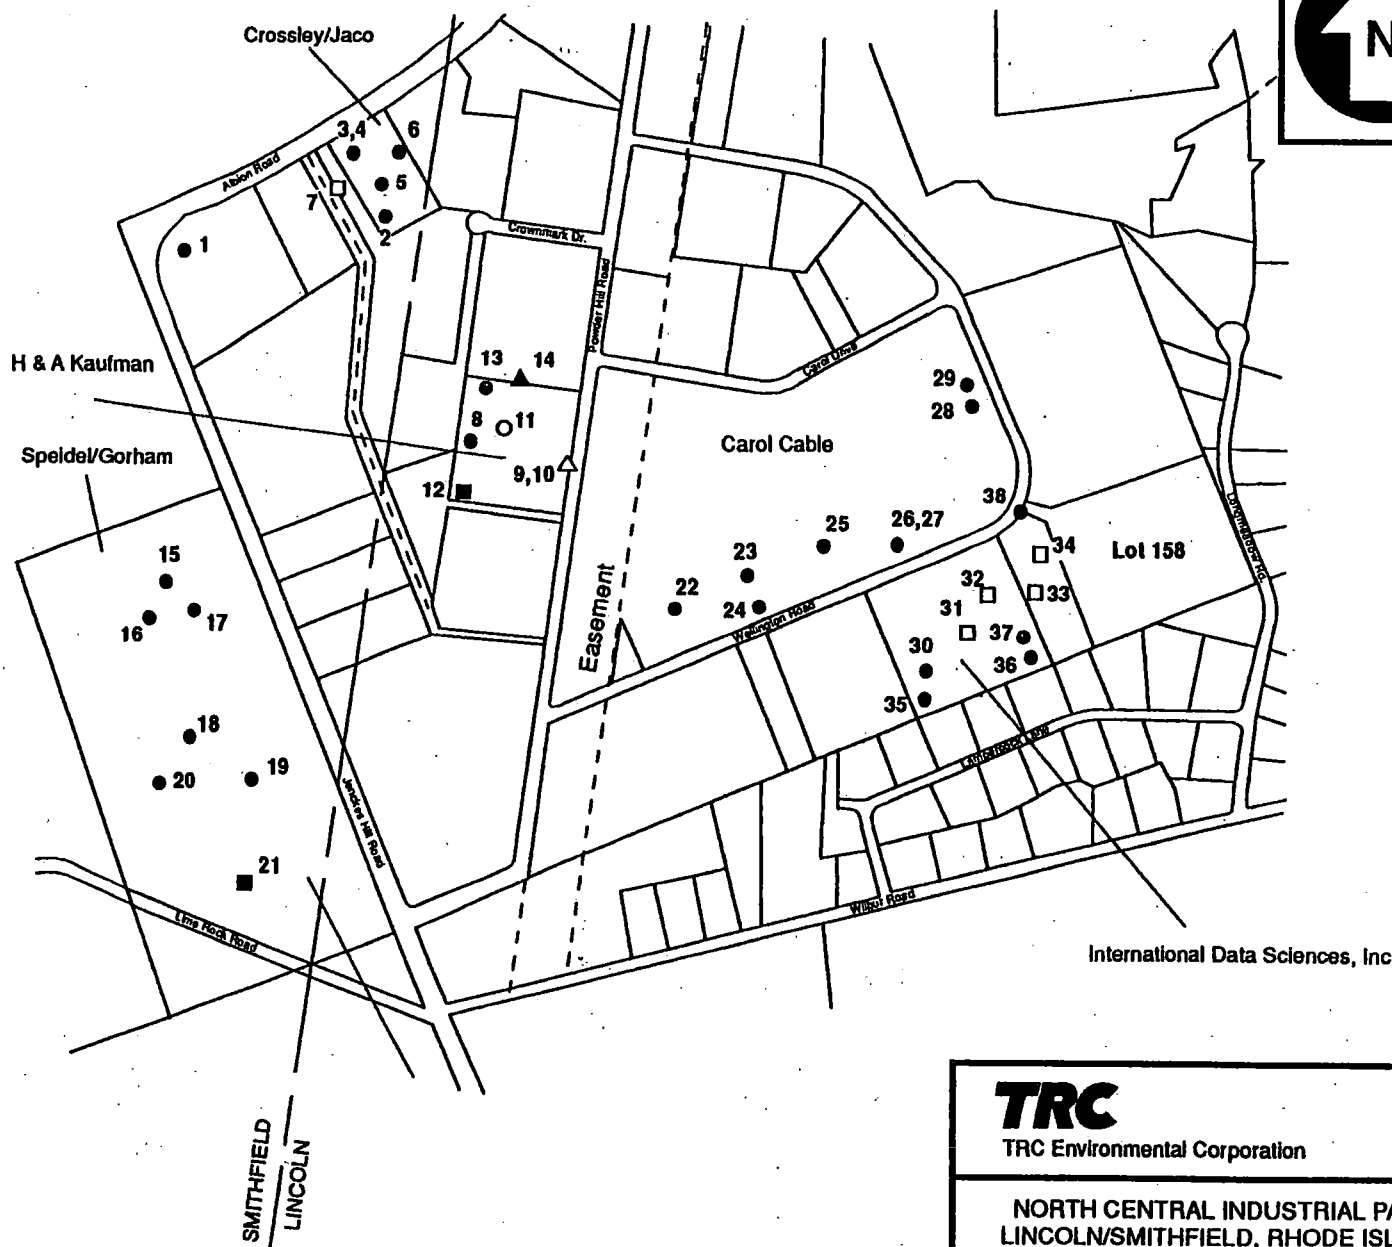 Crossley/Jaco
N
3,4
6
Albion Road
5
7
2
1
Crownmark Dr.
Powder Hill Road
H & A Kaufman
13
14
Carol Drive
29
28
8
11
Carol Cable
Speidel/Gorham
9,10
12
38
25
26,27
34
Lot 158
15
23
32
33
Longmeadow Rd.
16
17
22
24
Wellington Road
31
37
Easement
30
36
35
18
20
19
Jenckes Hill Road
21
Lime Rock Road
Wilbur Road
International Data Sciences, Inc
SMITHFIELD
LINCOLN
TRC
TRC Environmental Corporation
NORTH CENTRAL INDUSTRIAL PA
LINCOLN/SMITHFIELD, RHODE ISL